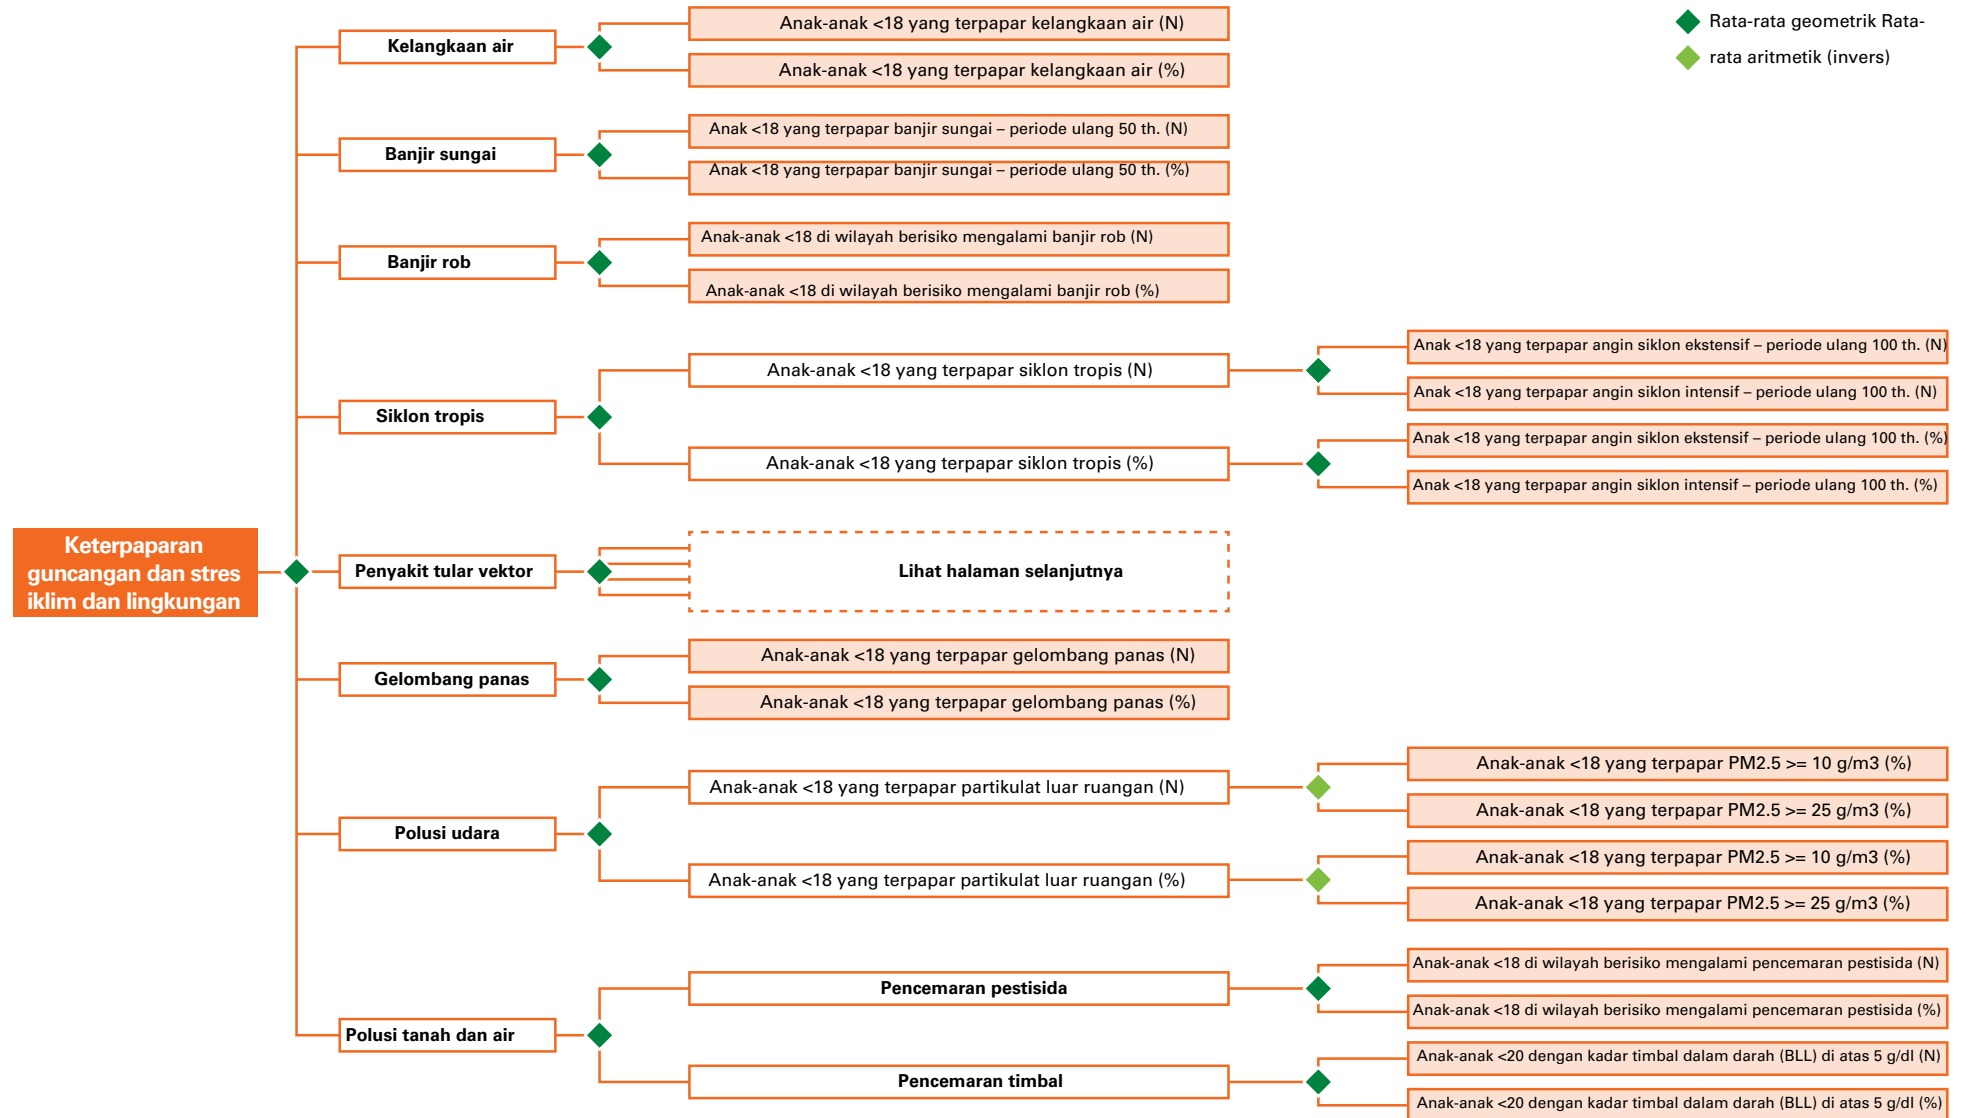 Rata-rata geometrik Rata-
rata aritmetik (invers)
Keterpaparan
guncangan dan stres
iklim dan lingkungan
Kelangkaan air
Anak-anak <18 yang terpapar kelangkaan air (N)
Anak-anak <18 yang terpapar kelangkaan air (%)
Banjir sungai
Anak <18 yang terpapar banjir sungai – periode ulang 50 th. (N)
Anak <18 yang terpapar banjir sungai – periode ulang 50 th. (%)
Banjir rob
Anak-anak <18 di wilayah berisiko mengalami banjir rob (N)
Anak-anak <18 di wilayah berisiko mengalami banjir rob (%)
Siklon tropis
Anak-anak <18 yang terpapar siklon tropis (N)
Anak <18 yang terpapar angin siklon ekstensif – periode ulang 100 th. (N)
Anak <18 yang terpapar angin siklon intensif – periode ulang 100 th. (N)
Anak-anak <18 yang terpapar siklon tropis (%)
Anak <18 yang terpapar angin siklon ekstensif – periode ulang 100 th. (%)
Anak <18 yang terpapar angin siklon intensif – periode ulang 100 th. (%)
Penyakit tular vektor
Lihat halaman selanjutnya
Gelombang panas
Anak-anak <18 yang terpapar gelombang panas (N)
Anak-anak <18 yang terpapar gelombang panas (%)
Polusi udara
Anak-anak <18 yang terpapar partikulat luar ruangan (N)
Anak-anak <18 yang terpapar PM2.5 >= 10 g/m3 (%)
Anak-anak <18 yang terpapar PM2.5 >= 25 g/m3 (%)
Anak-anak <18 yang terpapar partikulat luar ruangan (%)
Anak-anak <18 yang terpapar PM2.5 >= 10 g/m3 (%)
Anak-anak <18 yang terpapar PM2.5 >= 25 g/m3 (%)
Polusi tanah dan air
Pencemaran pestisida
Anak-anak <18 di wilayah berisiko mengalami pencemaran pestisida (N)
Anak-anak <18 di wilayah berisiko mengalami pencemaran pestisida (%)
Pencemaran timbal
Anak-anak <20 dengan kadar timbal dalam darah (BLL) di atas 5 g/dl (N)
Anak-anak <20 dengan kadar timbal dalam darah (BLL) di atas 5 g/dl (%)